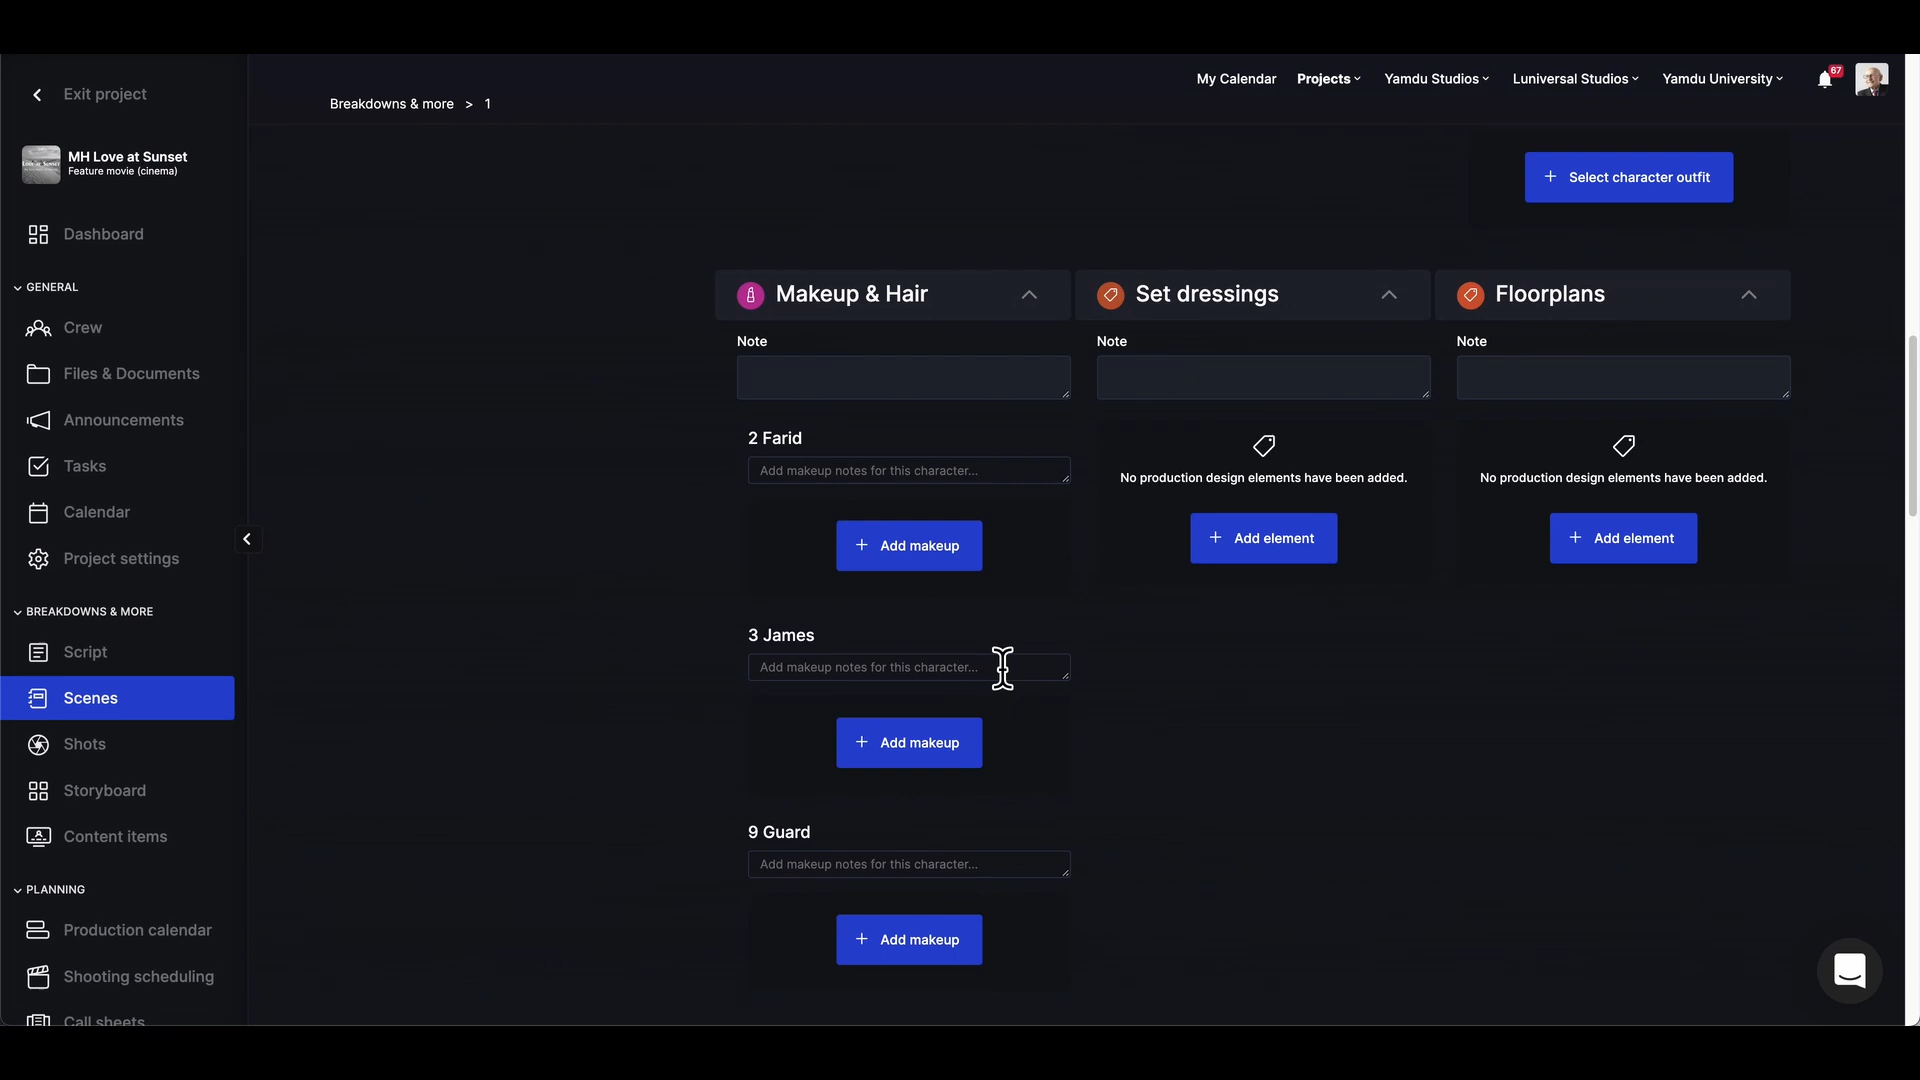 Exit project
MH Love at Sunset
Feature movie (cinema)
Dashboard
GENERAL
Crew
Files & Documents
Announcements
Tasks
Calendar
Project settings
BREAKDOWNS & MORE
Script
Scenes
Shots
Storyboard
Content items
PLANNING
Production calendar
Shooting scheduling
Call sheets
My Calendar
Projects
Yamdu Studios
Luniversal Studios
Yamdu University
67
Breakdowns & more > 1
+ Select character outfit
Makeup & Hair
Note
2 Farid
Add makeup notes for this character...
+ Add makeup
3 James
Add makeup notes for this character...
+ Add makeup
9 Guard
Add makeup notes for this character...
+ Add makeup
Set dressings
Note
No production design elements have been added.
+ Add element
Floorplans
Note
No production design elements have been added.
+ Add element